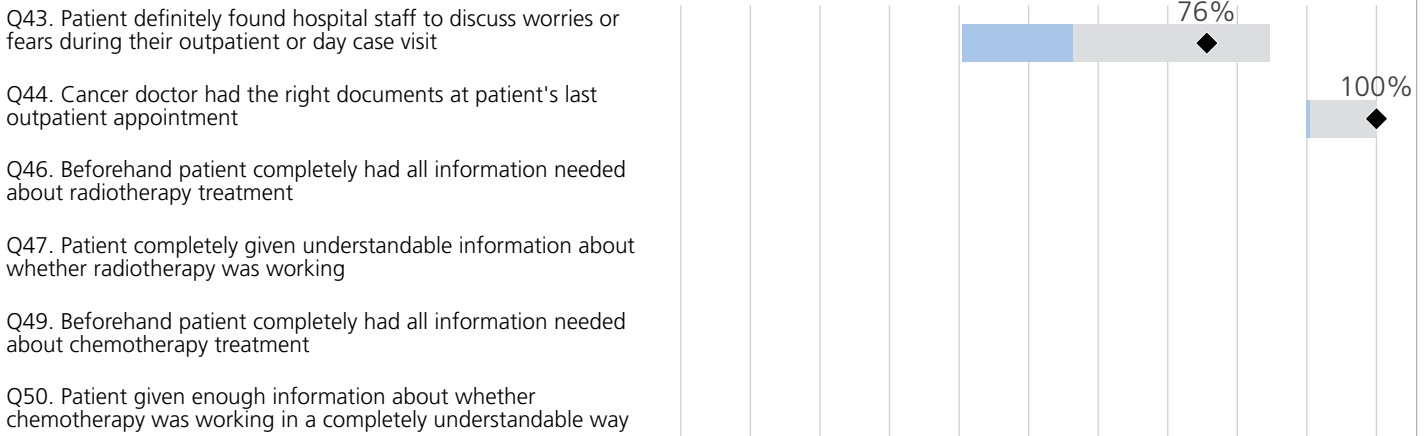 Q43. Patient definitely found hospital staff to discuss worries or
fears during their outpatient or day case visit
76%
Q44. Cancer doctor had the right documents at patient's last
outpatient appointment
100%
Q46. Beforehand patient completely had all information needed
about radiotherapy treatment
Q47. Patient completely given understandable information about
whether radiotherapy was working
Q49. Beforehand patient completely had all information needed
about chemotherapy treatment
Q50. Patient given enough information about whether
chemotherapy was working in a completely understandable way